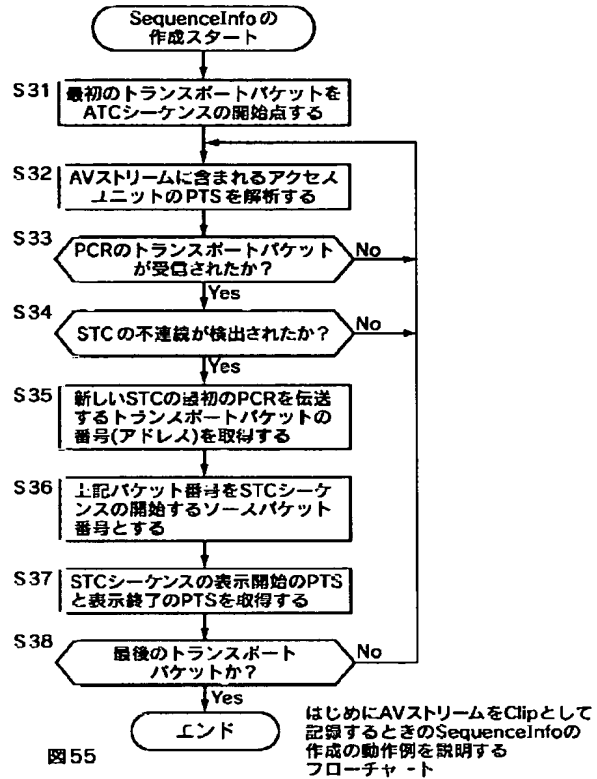 SequenceInfoの
作成スタート
S31
最初のトランスポートパケットを
ATCシーケンスの開始点する
S32
AVストリームに含まれるアクセス
ユニットのPTSを解析する
S33
PCRのトランスポートパケット
が受信されたか?
No
Yes
S34
STCの不連続が検出されたか?
No
Yes
S35
新しいSTCの最初のPCRを伝送
するトランスポートパケットの
番号(アドレス)を取得する
S36
上記パケット番号をSTCシーケ
ンスの開始するソースパケット
番号とする
S37
STCシーケンスの表示開始のPTS
と表示終了のPTSを取得する
S38
最後のトランスポート
パケットか?
No
Yes
エンド
はじめにAVストリームをClipとして
記録するときのSequenceInfoの
作成の動作例を説明する
フローチャート
図55